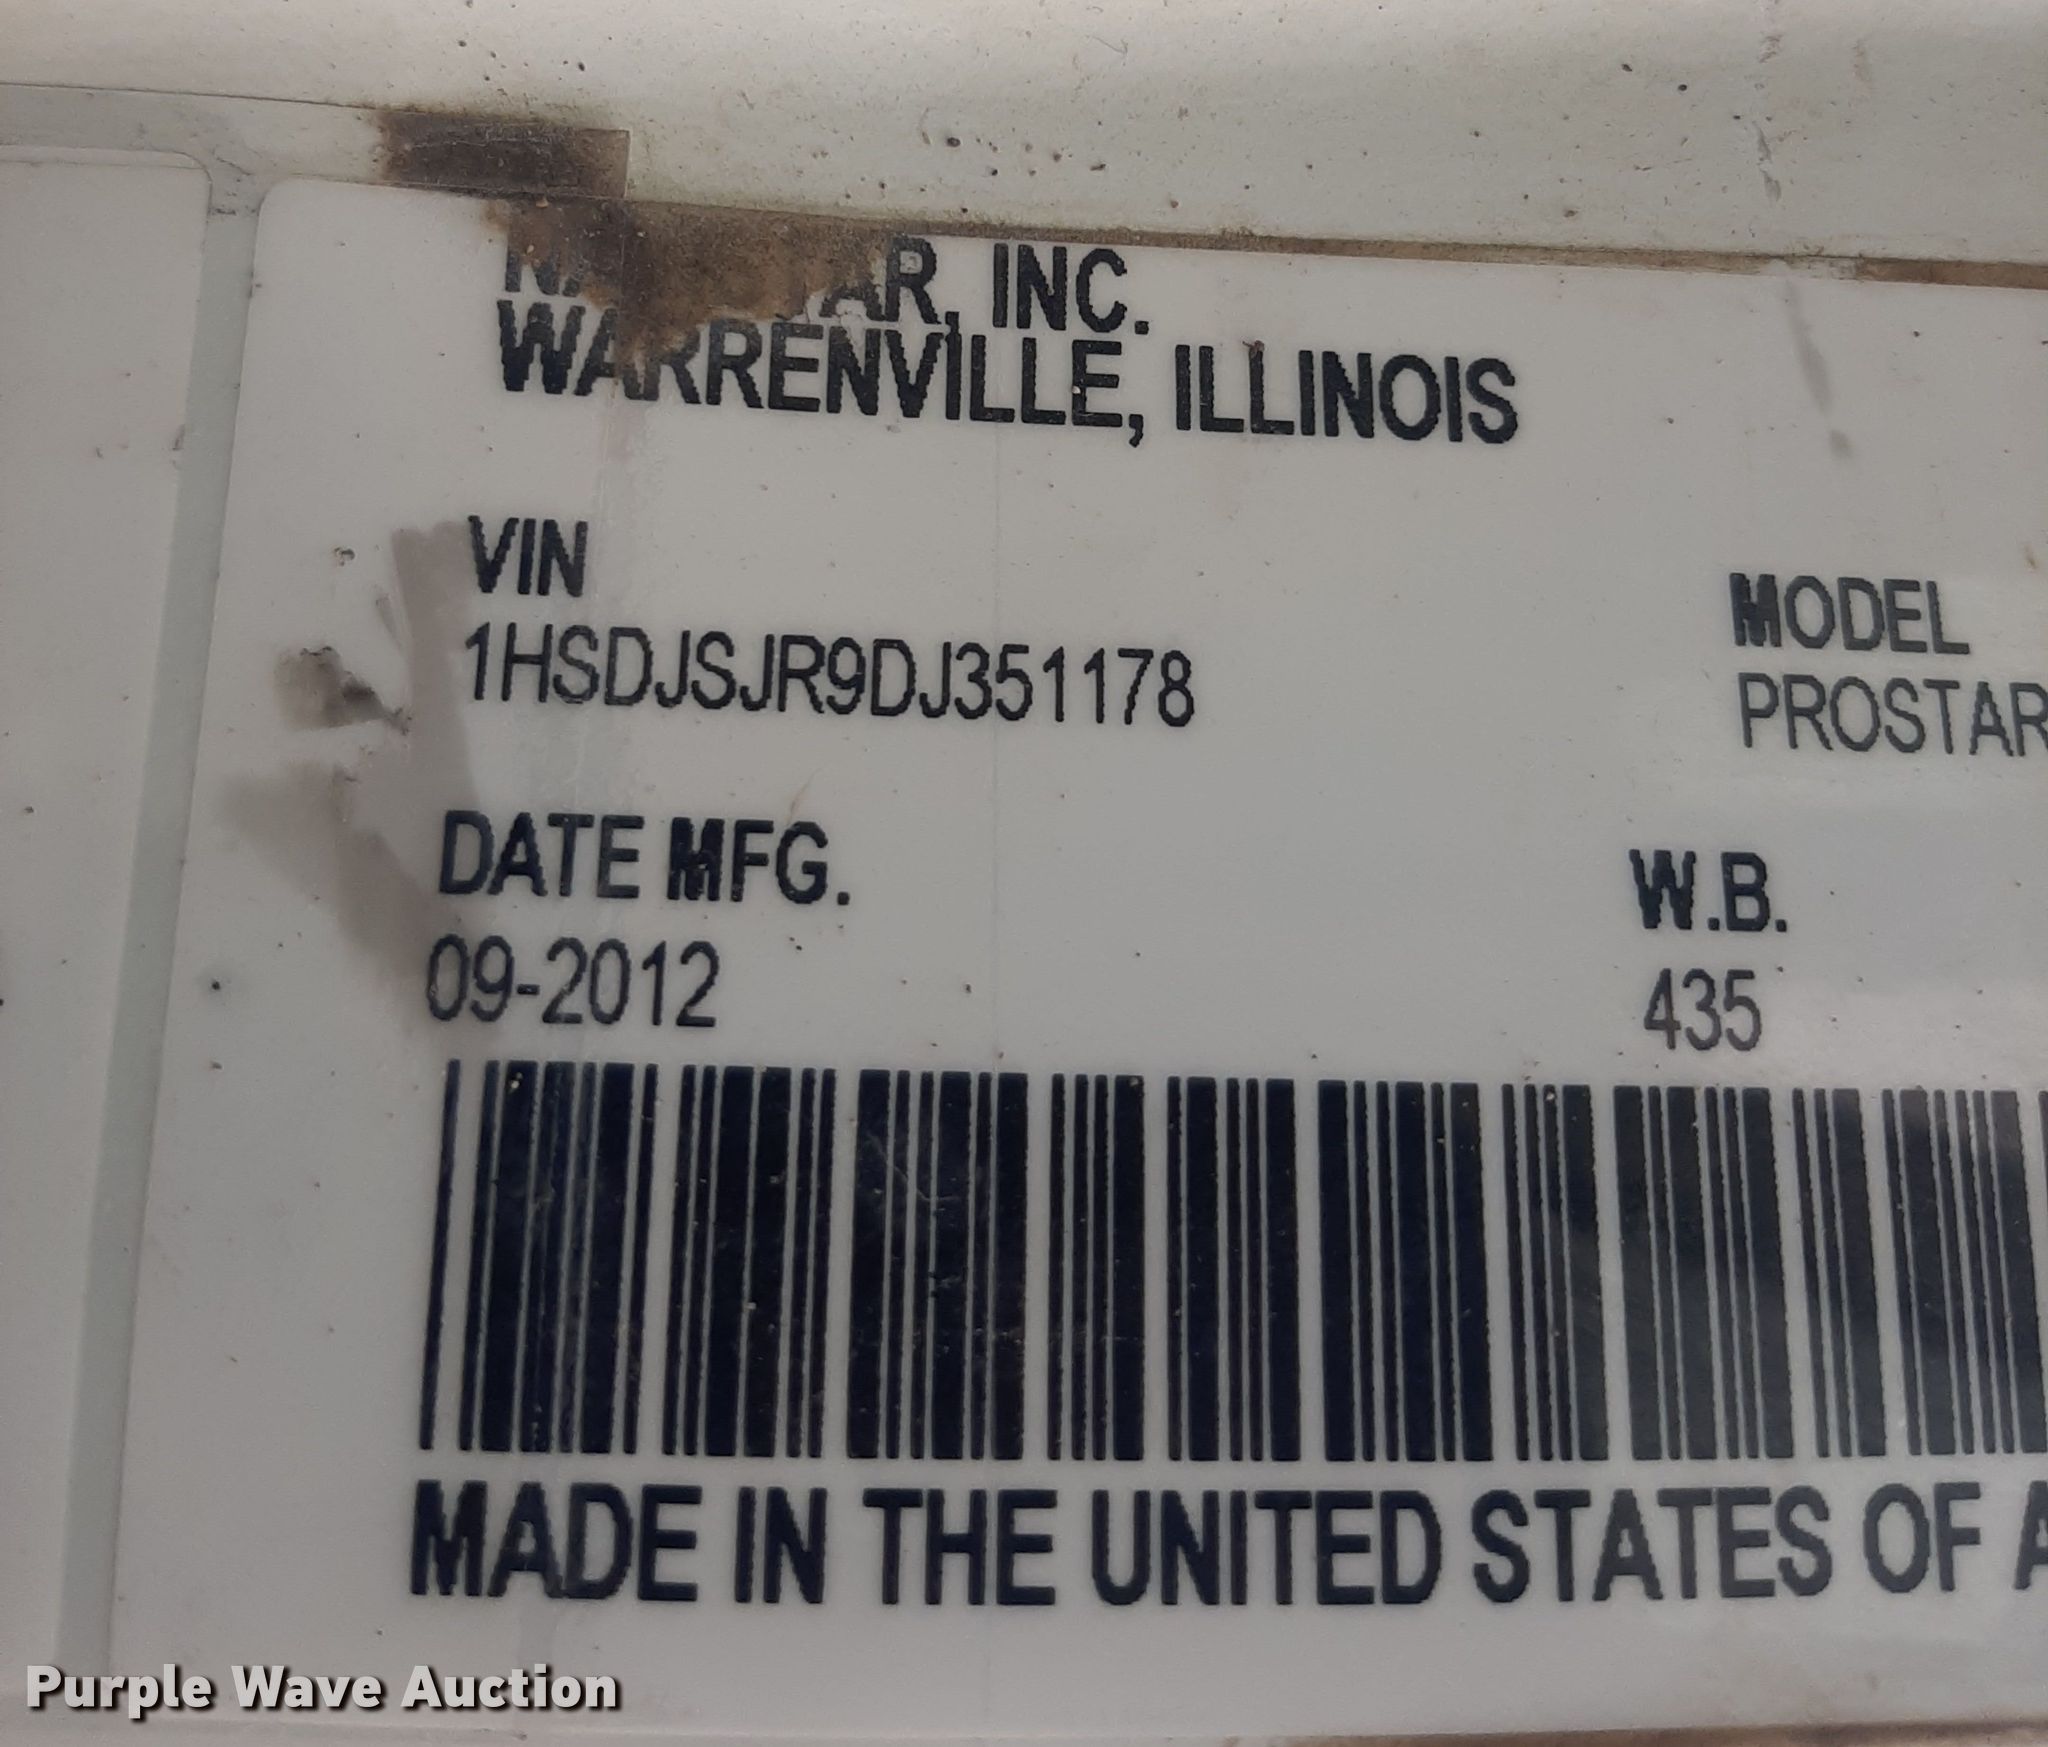 INC.
WARRENVILLE, ILLINOIS
VIN
1HSDJSJR9DJ351178
MODEL
PROSTAR
DATE MFG.
09-2012
W.B.
435
MADE IN THE UNITED STATES OF
Purple Wave Auction